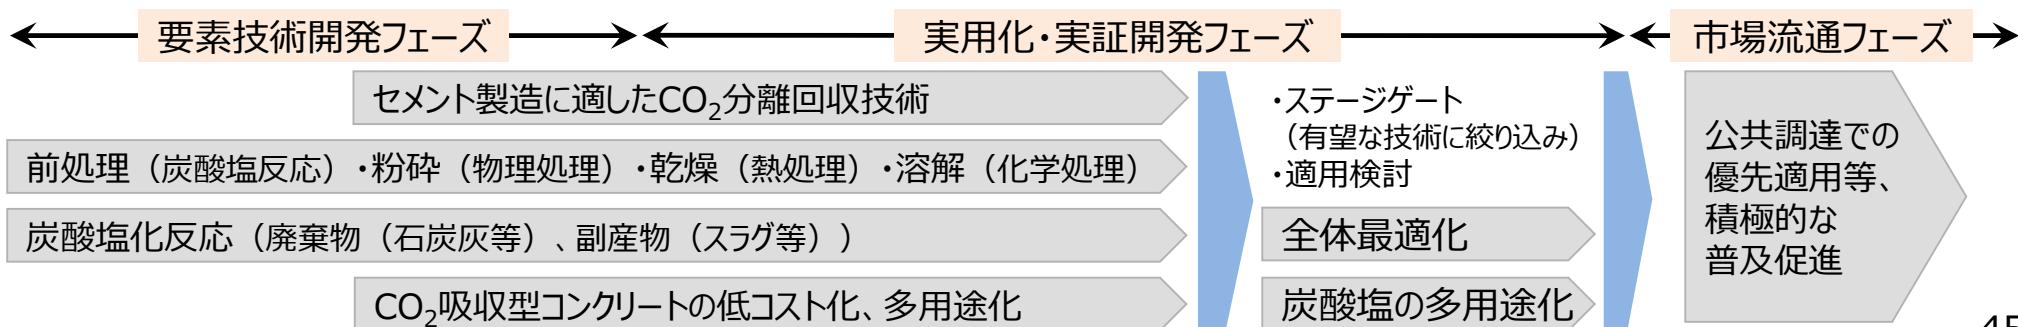 要素技術開発フェーズ
実用化・実証開発フェーズ
市場流通フェーズ
セメント製造に適したCO₂分離回収技術
前処理（炭酸塩反応）・粉砕（物理処理）・乾燥（熱処理）・溶解（化学処理）
炭酸塩化反応（廃棄物（石炭灰等）、副産物（スラグ等））
CO₂吸収型コンクリートの低コスト化、多用途化
・ステージゲート
（有望な技術に絞り込み）
・適用検討
全体最適化
炭酸塩の多用途化
公共調達での
優先適用等、
積極的な
普及促進